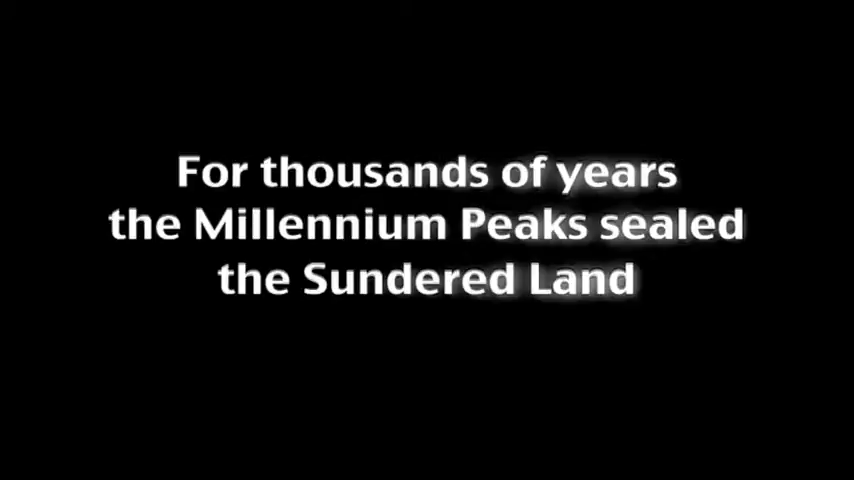 For thousands of years
the Millennium Peaks sealed
the Sundered Land